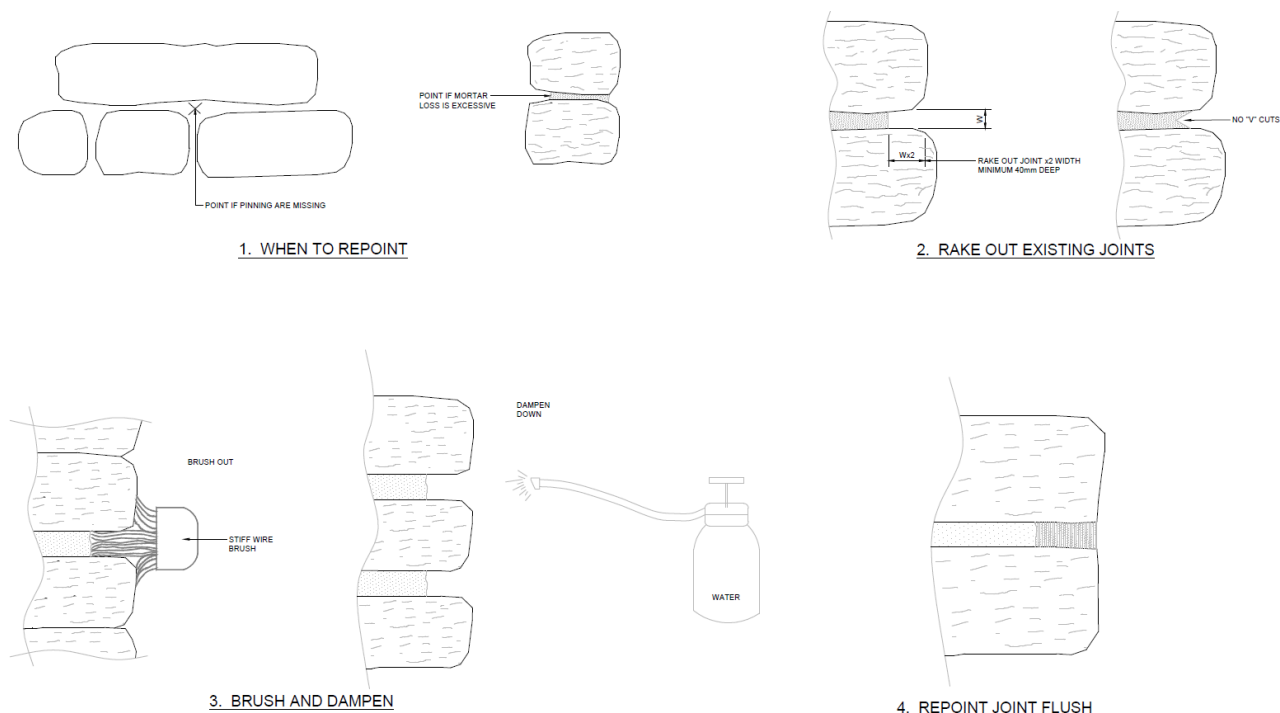 POINT IF MORTAR
LOSS IS EXCESSIVE
POINT IF PINNING ARE MISSING
1. WHEN TO REPOINT
W
Wx2
RAKE OUT JOINT x2 WIDTH
MINIMUM 40mm DEEP
NO "V" CUTS
2. RAKE OUT EXISTING JOINTS
BRUSH OUT
STIFF WIRE
BRUSH
DAMPEN
DOWN
WATER
3. BRUSH AND DAMPEN
4. REPOINT JOINT FLUSH